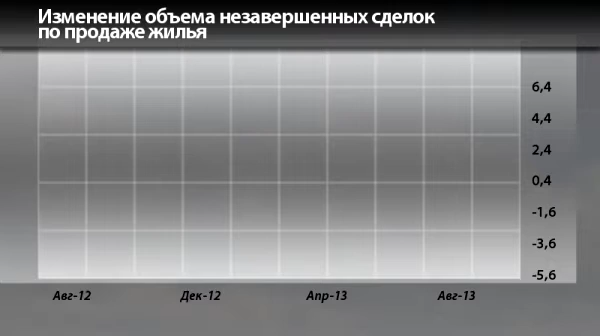 Изменение объема незавершенных сделок
по продаже жилья
6,4
4,4
2,4
0,4
-1,6
-3,6
-5,6
Авг-12 Дек-12 Апр-13 Авг-13